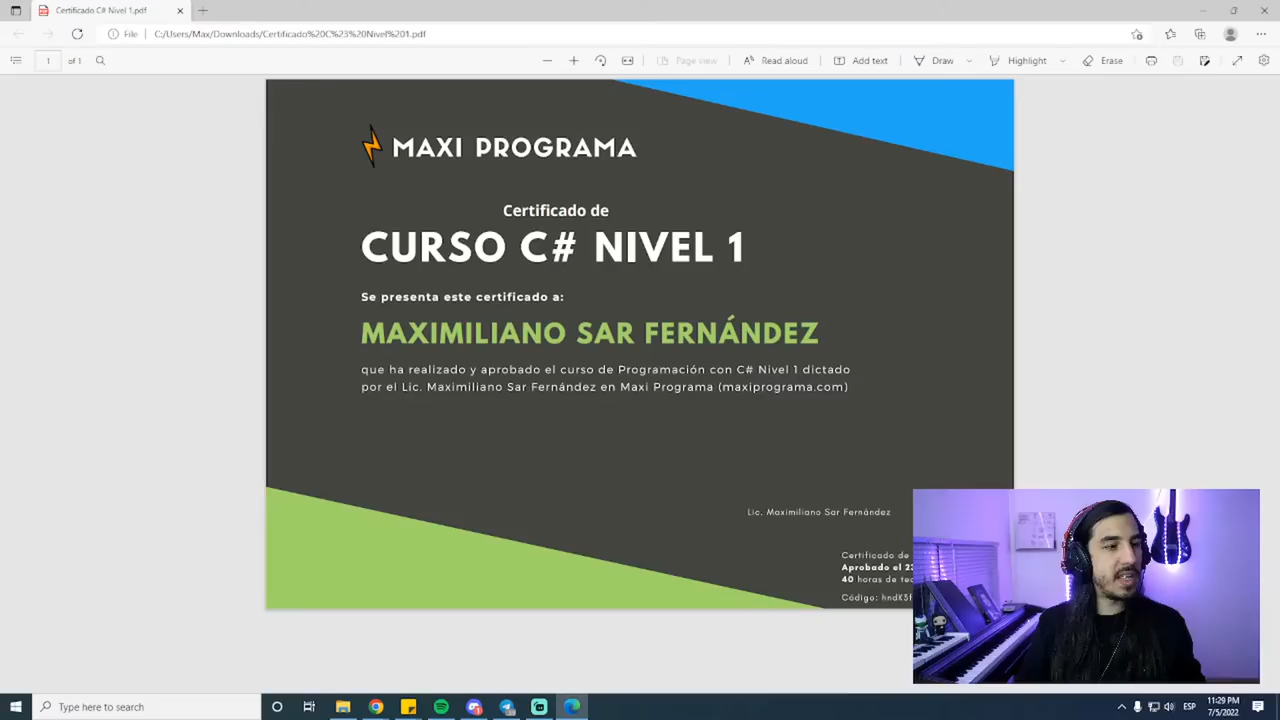 Certificado C# Nivel 1.pdf
File
C:/Users/Max/Downloads/Certificado%20C%23%20Nivel%201.pdf
1 of 1
Page view
Read aloud
Add text
Draw
Highlight
Erase
MAXI PROGRAMA
Certificado de
CURSO C# NIVEL 1
Se presenta este certificado a:
MAXIMILIANO SAR FERNÁNDEZ
que ha realizado y aprobado el curso de Programación con C# Nivel 1 dictado
por el Lic. Maximiliano Sar Fernández en Maxi Programa (maxiprograma.com)
Lic. Maximiliano Sar Fernández
Certificado de
Aprobado el
40 horas de
Código:
Type here to search
ESP
11:29 PM
7/5/2022